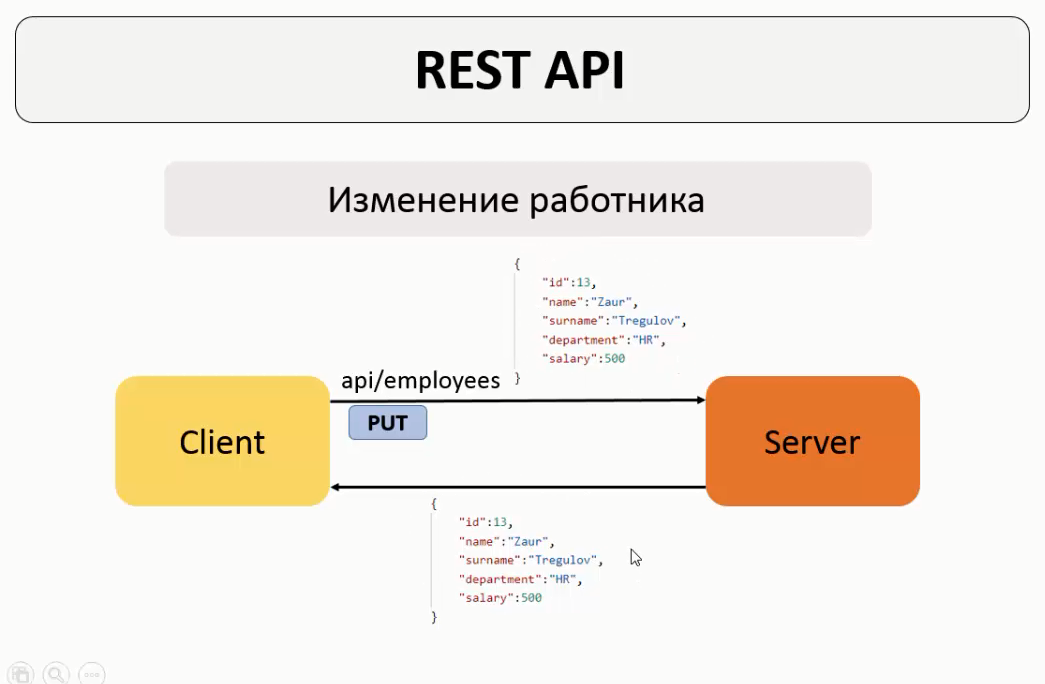 REST API
Изменение работника
{
"id":13,
"name":"Zaur",
"surname":"Tregulov",
"department":"HR",
"salary":500
}
api/employees
PUT
Client
Server
{
"id":13,
"name":"Zaur",
"surname":"Tregulov",
"department":"HR",
"salary":500
}